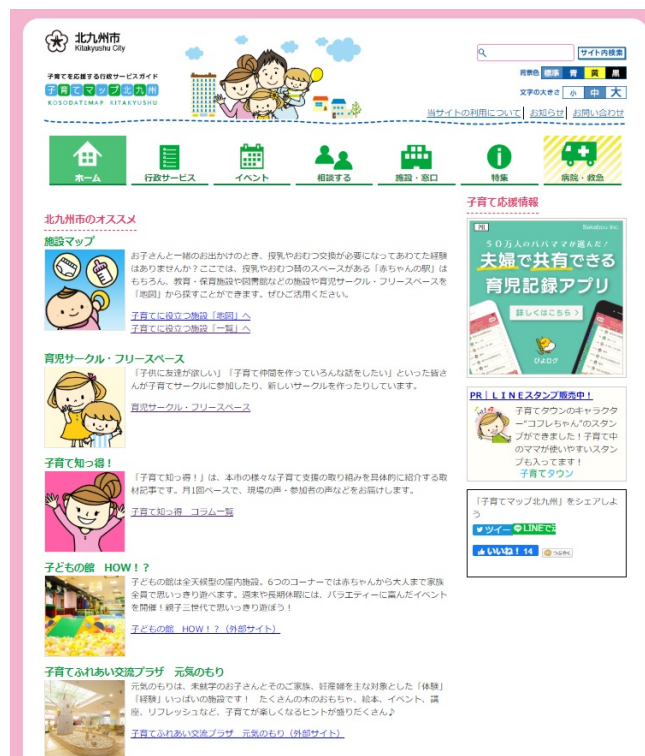 北九州市
Kitakyushu City
サイト内検索
背景色 標準 青 黄 黒
文字の大きさ 小 中 大
子育てを応援する行政サービスガイド
子育てマップ北九州
KOSODATEMAP KITAKYUSHU
当サイトの利用について お知らせ お問い合わせ
ホーム 行政サービス イベント 相談する 施設・窓口 特集 病院・救急
北九州市のオススメ
施設マップ
お子さんと一緒のお出かけのとき、授乳やおむつ交換が必要になってあわてた経験
はありませんか？ここでは、授乳やおむつ替のスペースがある「赤ちゃんの駅」は
もちろん、教育・保育施設や図書館などの施設や育児サークル・フリースペースを
「地図」から探すことができます。ぜひご活用ください。
子育てに役立つ施設「地図」へ
子育てに役立つ施設「一覧」へ
育児サークル・フリースペース
「子供に友達が欲しい」「子育て仲間を作っていろんな話をしたい」といった皆さ
んが子育てサークルに参加したり、新しいサークルを作ったりしています。
育児サークル・フリースペース
子育て知っ得！
「子育て知っ得！」は、本市の様々な子育て支援の取り組みを具体的に紹介する取
材記事です。月1回ペースで、現場の声・参加者の声などをお届けします。
子育て知っ得　コラム一覧
子どもの館　HOW！？
子どもの館は全天候型の屋内施設。6つのコーナーでは赤ちゃんから大人まで家族
全員で思いっきり遊べます。週末や長期休暇には、バラエティーに富んだイベント
を開催！親子三世代で思いっきり遊ぼう！
子どもの館　HOW！？（外部サイト）
子育てふれあい交流プラザ　元気のもり
元気のもりは、未就学のお子さんとそのご家族、妊産婦を主な対象とした「体験」
「経験」いっぱいの施設です！　たくさんの木のおもちゃ、絵本、イベント、講
座、リフレッシュなど、子育てが楽しくなるヒントが盛りだくさん♪
子育てふれあい交流プラザ　元気のもり（外部サイト）
子育て応援情報
PR
50万人のパパママが選んだ！
夫婦で共有できる
育児記録アプリ
詳しくはこちら
ぴよログ
PR｜ＬＩＮＥスタンプ販売中！
子育てタウンのキャラクタ
ー“コフレちゃん”のスタン
プができました！子育て中
のママが使いやすいスタン
プも入ってます！
子育てタウン
「子育てマップ北九州」をシェアしよ
う
ツイー LINEで
いいね！ 14 つぶやく